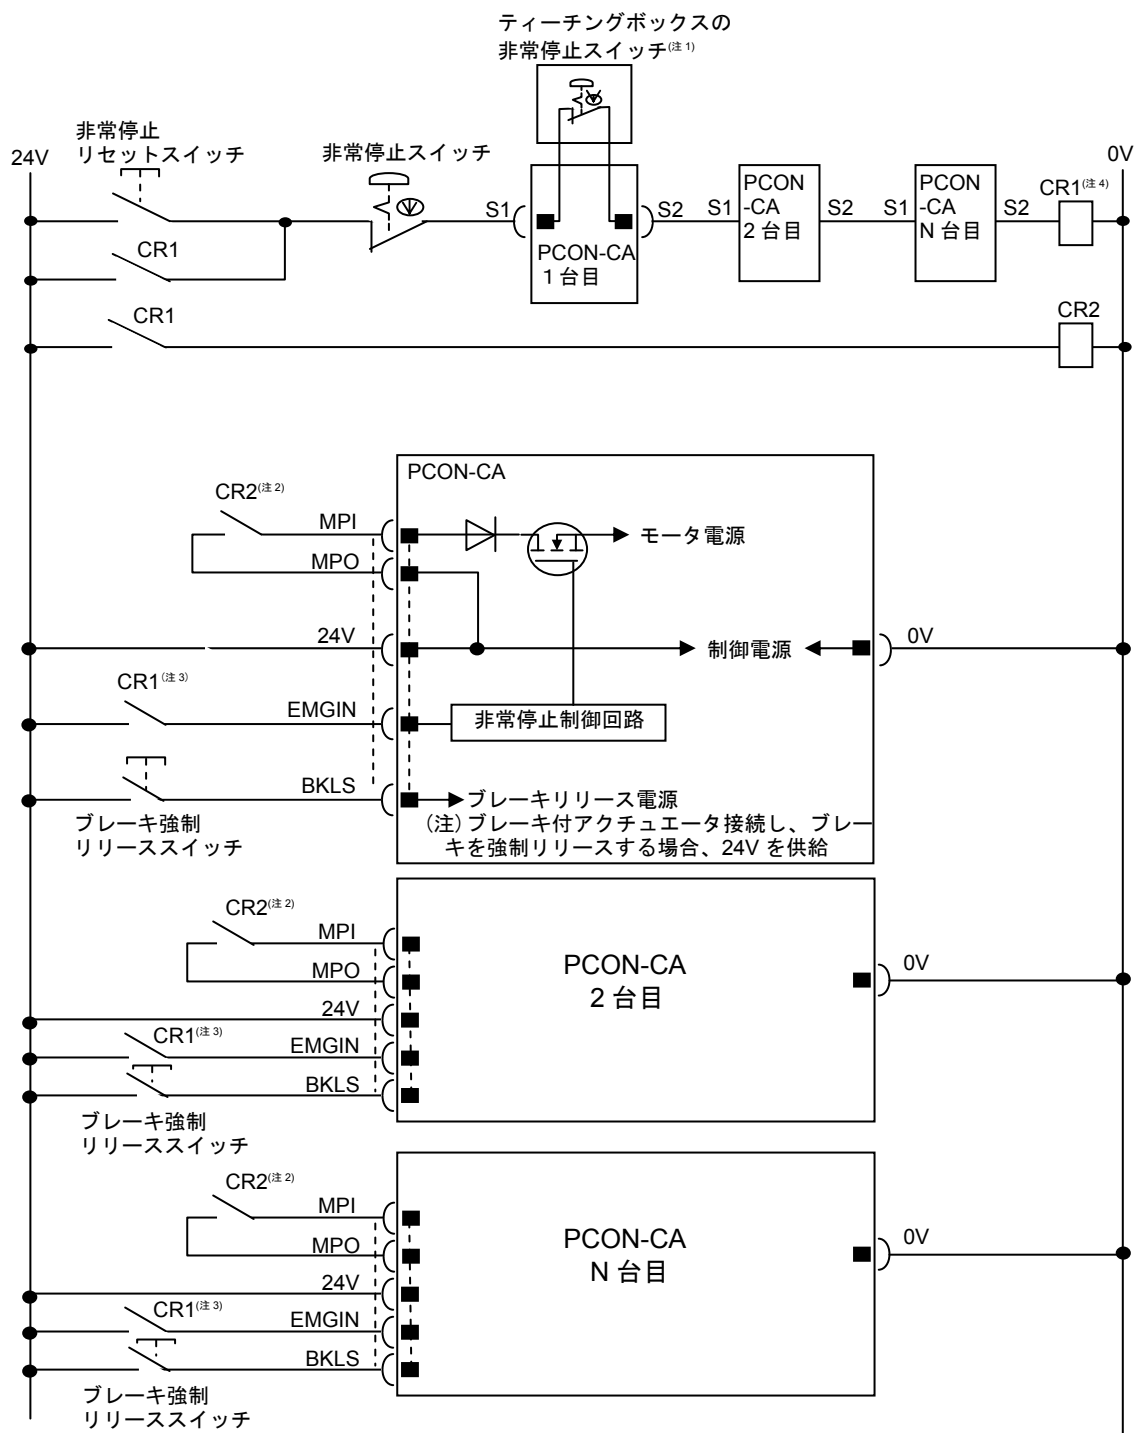 ティーチングボックスの
非常停止スイッチ(注 1)
非常停止
リセットスイッチ
24V
非常停止スイッチ
0V
S1
PCON-CA
1 台目
S2
S1
PCON
-CA
2 台目
S2
S1
PCON
-CA
N 台目
S2
CR1(注 4)
CR1
CR1
CR2
PCON-CA
CR2(注 2)
MPI
モータ電源
MPO
24V
制御電源
0V
CR1(注 3)
EMGIN
非常停止制御回路
BKLS
ブレーキリリース電源
ブレーキ強制
リリーススイッチ
(注) ブレーキ付アクチュエータ接続し、ブレー
キを強制リリースする場合、24V を供給
CR2(注 2)
MPI
MPO
24V
CR1(注 3)
EMGIN
BKLS
PCON-CA
2 台目
0V
ブレーキ強制
リリーススイッチ
CR2(注 2)
MPI
MPO
24V
CR1(注 3)
EMGIN
BKLS
PCON-CA
N 台目
0V
ブレーキ強制
リリーススイッチ